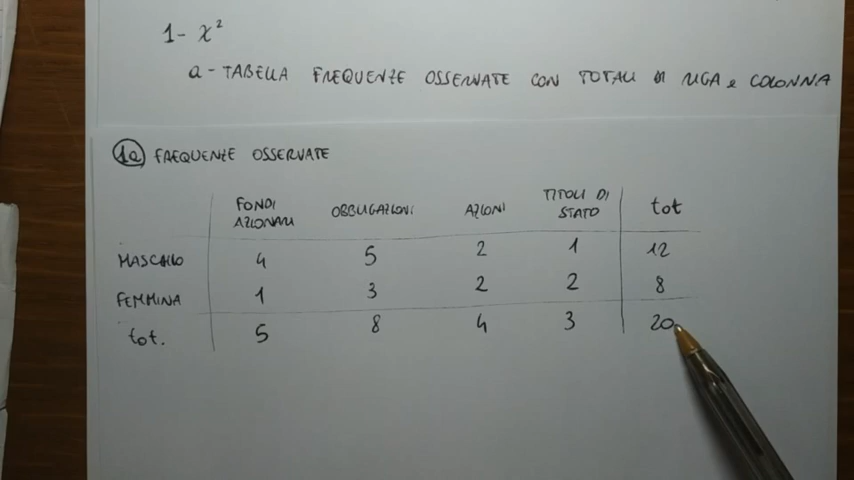 1- χ²
a - TABELLA FREQUENZE OSSERVATE CON TOTALI DI RIGA e COLONNA
1a FREQUENZE OSSERVATE
FONDI AZIONARI OBBLIGAZIONI AZIONI TITOLI DI STATO tot
MASCHIO 4 5 2 1 12
FEMMINA 1 3 2 2 8
tot. 5 8 4 3 20